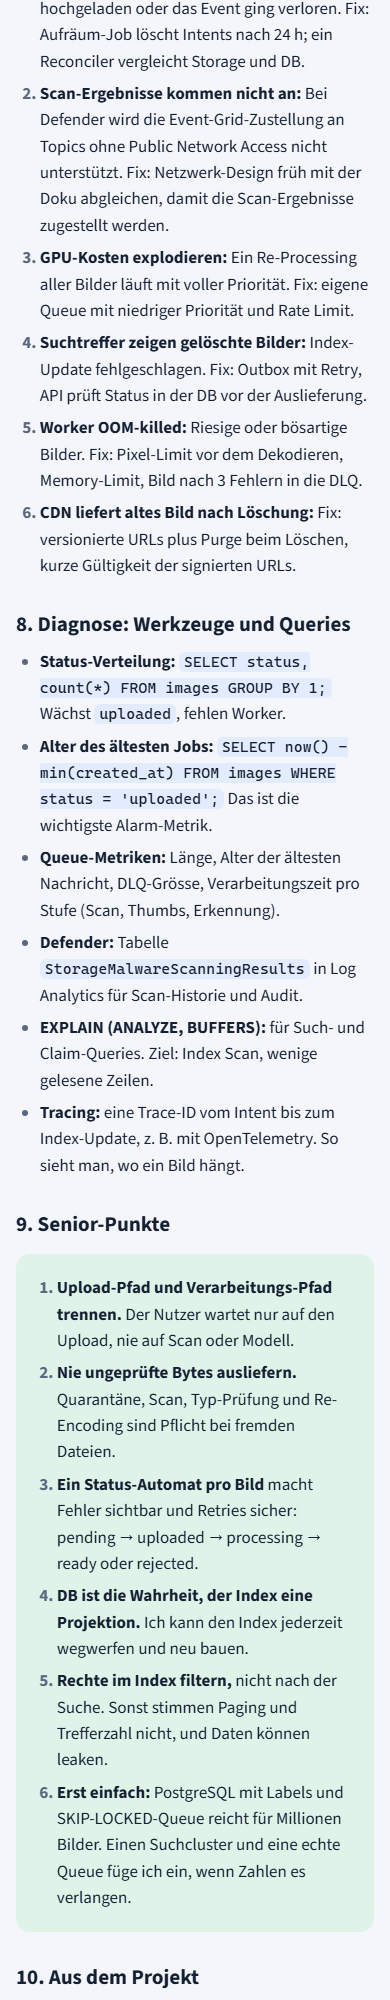 hochgeladen oder das Event ging verloren. Fix:
Aufräum-Job löscht Intents nach 24 h; ein
Reconciler vergleicht Storage und DB.
2. Scan-Ergebnisse kommen nicht an: Bei
Defender wird die Event-Grid-Zustellung an
Topics ohne Public Network Access nicht
unterstützt. Fix: Netzwerk-Design früh mit der
Doku abgleichen, damit die Scan-Ergebnisse
zugestellt werden.
3. GPU-Kosten explodieren: Ein Re-Processing
aller Bilder läuft mit voller Priorität. Fix: eigene
Queue mit niedriger Priorität und Rate Limit.
4. Suchtreffer zeigen gelöschte Bilder: Index-
Update fehlgeschlagen. Fix: Outbox mit Retry,
API prüft Status in der DB vor der Auslieferung.
5. Worker OOM-killed: Riesige oder bösartige
Bilder. Fix: Pixel-Limit vor dem Dekodieren,
Memory-Limit, Bild nach 3 Fehlern in die DLQ.
6. CDN liefert altes Bild nach Löschung: Fix:
versionierte URLs plus Purge beim Löschen,
kurze Gültigkeit der signierten URLs.
8. Diagnose: Werkzeuge und Queries
• Status-Verteilung: SELECT status,
count(*) FROM images GROUP BY 1;
Wächst uploaded, fehlen Worker.
• Alter des ältesten Jobs: SELECT now() −
min(created_at) FROM images WHERE
status = 'uploaded'; Das ist die
wichtigste Alarm-Metrik.
• Queue-Metriken: Länge, Alter der ältesten
Nachricht, DLQ-Grösse, Verarbeitungszeit pro
Stufe (Scan, Thumbs, Erkennung).
• Defender: Tabelle
StorageMalwareScanningResults in Log
Analytics für Scan-Historie und Audit.
• EXPLAIN (ANALYZE, BUFFERS): für Such- und
Claim-Queries. Ziel: Index Scan, wenige
gelesene Zeilen.
• Tracing: eine Trace-ID vom Intent bis zum
Index-Update, z. B. mit OpenTelemetry. So
sieht man, wo ein Bild hängt.
9. Senior-Punkte
1. Upload-Pfad und Verarbeitungs-Pfad
trennen. Der Nutzer wartet nur auf den
Upload, nie auf Scan oder Modell.
2. Nie ungeprüfte Bytes ausliefern.
Quarantäne, Scan, Typ-Prüfung und Re-
Encoding sind Pflicht bei fremden
Dateien.
3. Ein Status-Automat pro Bild macht
Fehler sichtbar und Retries sicher:
pending → uploaded → processing →
ready oder rejected.
4. DB ist die Wahrheit, der Index eine
Projektion. Ich kann den Index jederzeit
wegwerfen und neu bauen.
5. Rechte im Index filtern, nicht nach der
Suche. Sonst stimmen Paging und
Trefferzahl nicht, und Daten können
leaken.
6. Erst einfach: PostgreSQL mit Labels und
SKIP-LOCKED-Queue reicht für Millionen
Bilder. Einen Suchcluster und eine echte
Queue füge ich ein, wenn Zahlen es
verlangen.
10. Aus dem Projekt